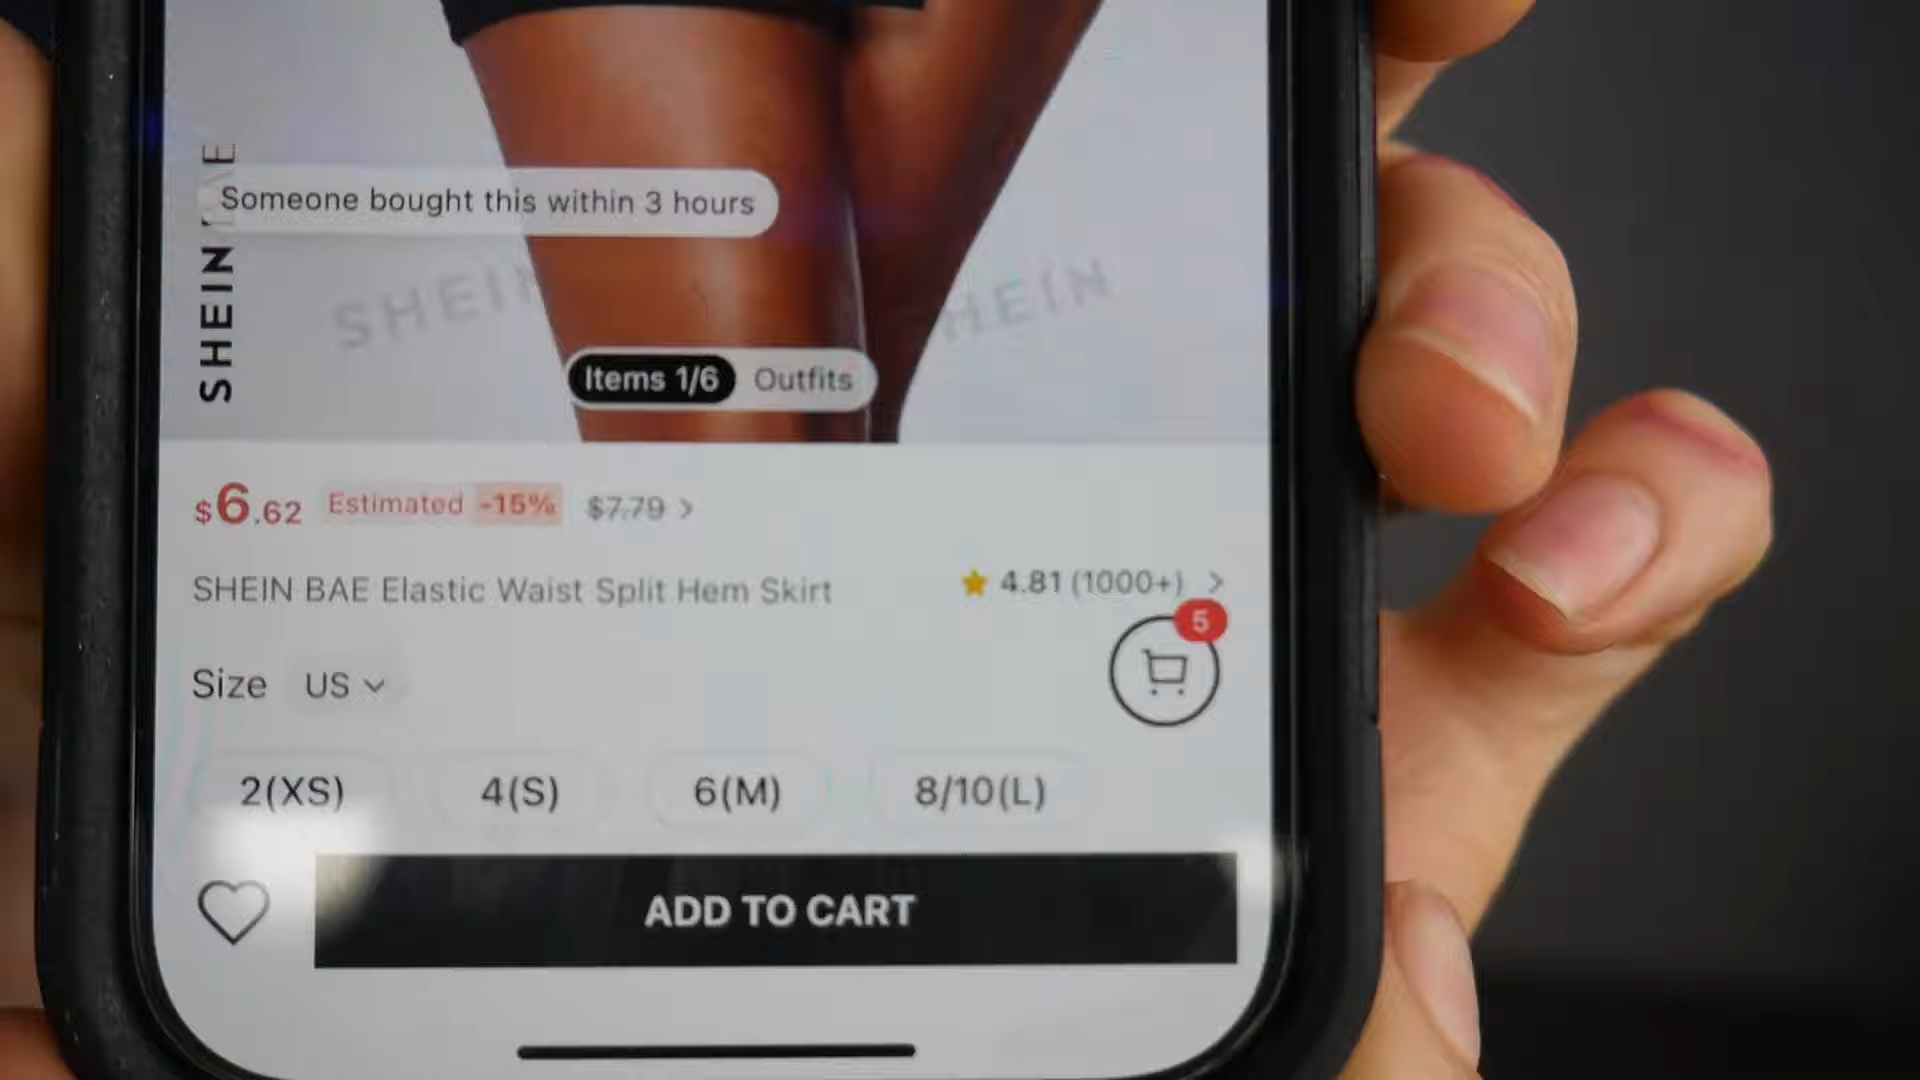 Someone bought this within 3 hours
SHEIN
SHEIN
HEIN
Items 1/6 Outfits
$6.62 Estimated -15% $7.79 >
SHEIN BAE Elastic Waist Split Hem Skirt
4.81 (1000+) >
5
Size US
2(XS) 4(S) 6(M) 8/10(L)
ADD TO CART